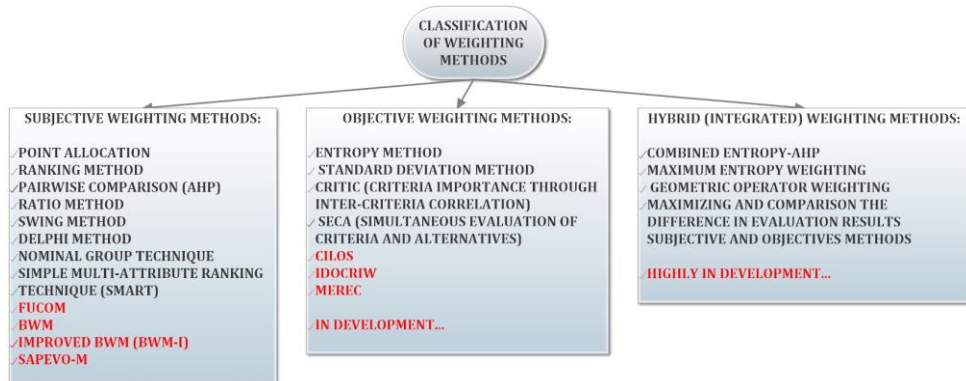 CLASSIFICATION
OF WEIGHTING
METHODS
SUBJECTIVE WEIGHTING METHODS:
✓POINT ALLOCATION
✓RANKING METHOD
✓PAIRWISE COMPARISON (AHP)
✓RATIO METHOD
✓SWING METHOD
✓DELPHI METHOD
✓NOMINAL GROUP TECHNIQUE
✓SIMPLE MULTI-ATTRIBUTE RANKING
TECHNIQUE (SMART)
✓FUCOM
✓BWM
✓IMPROVED BWM (BWM-I)
✓SAPEVO-M
OBJECTIVE WEIGHTING METHODS:
✓ENTROPY METHOD
✓ STANDARD DEVIATION METHOD
✓CRITIC (CRITERIA IMPORTANCE THROUGH
INTER-CRITERIA CORRELATION)
✓ SECA (SIMULTANEOUS EVALUATION OF
CRITERIA AND ALTERNATIVES)
✓CILOS
✓IDOCRIW
✓MEREC
✓IN DEVELOPMENT...
HYBRID (INTEGRATED) WEIGHTING METHODS:
✓COMBINED ENTROPY-AHP
✓MAXIMUM ENTROPY WEIGHTING
✓ GEOMETRIC OPERATOR WEIGHTING
✓MAXIMIZING AND COMPARISON THE
DIFFERENCE IN EVALUATION RESULTS
SUBJECTIVE AND OBJECTIVES METHODS
✓HIGHLY IN DEVELOPMENT...